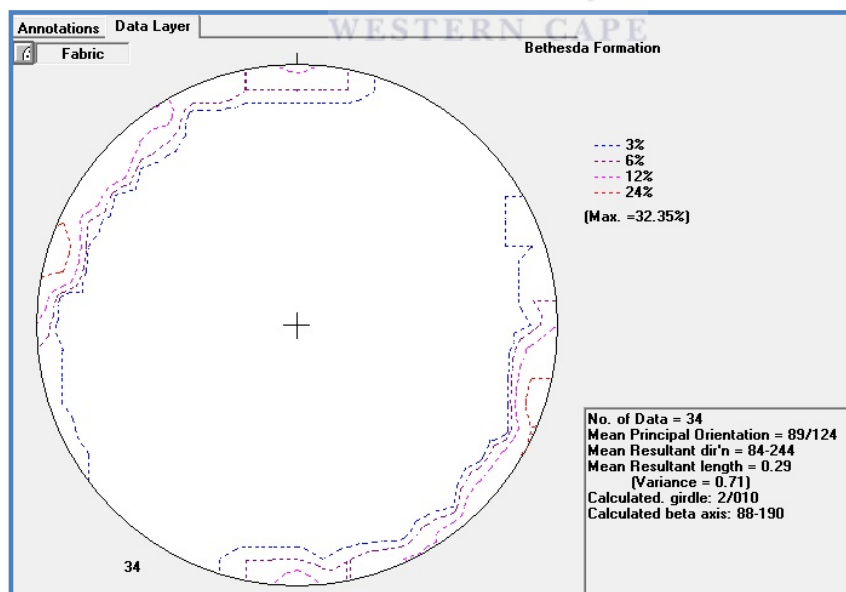 WESTERN CAPE
Annotations Data Layer
Fabric
Bethesda Formation
3%
6%
12%
24%
(Max. =32.35%)
No. of Data = 34
Mean Principal Orientation = 89/124
Mean Resultant dir'n = 84-244
Mean Resultant length = 0.29
(Variance = 0.71)
Calculated. girdle: 2/010
Calculated beta axis: 88-190
34